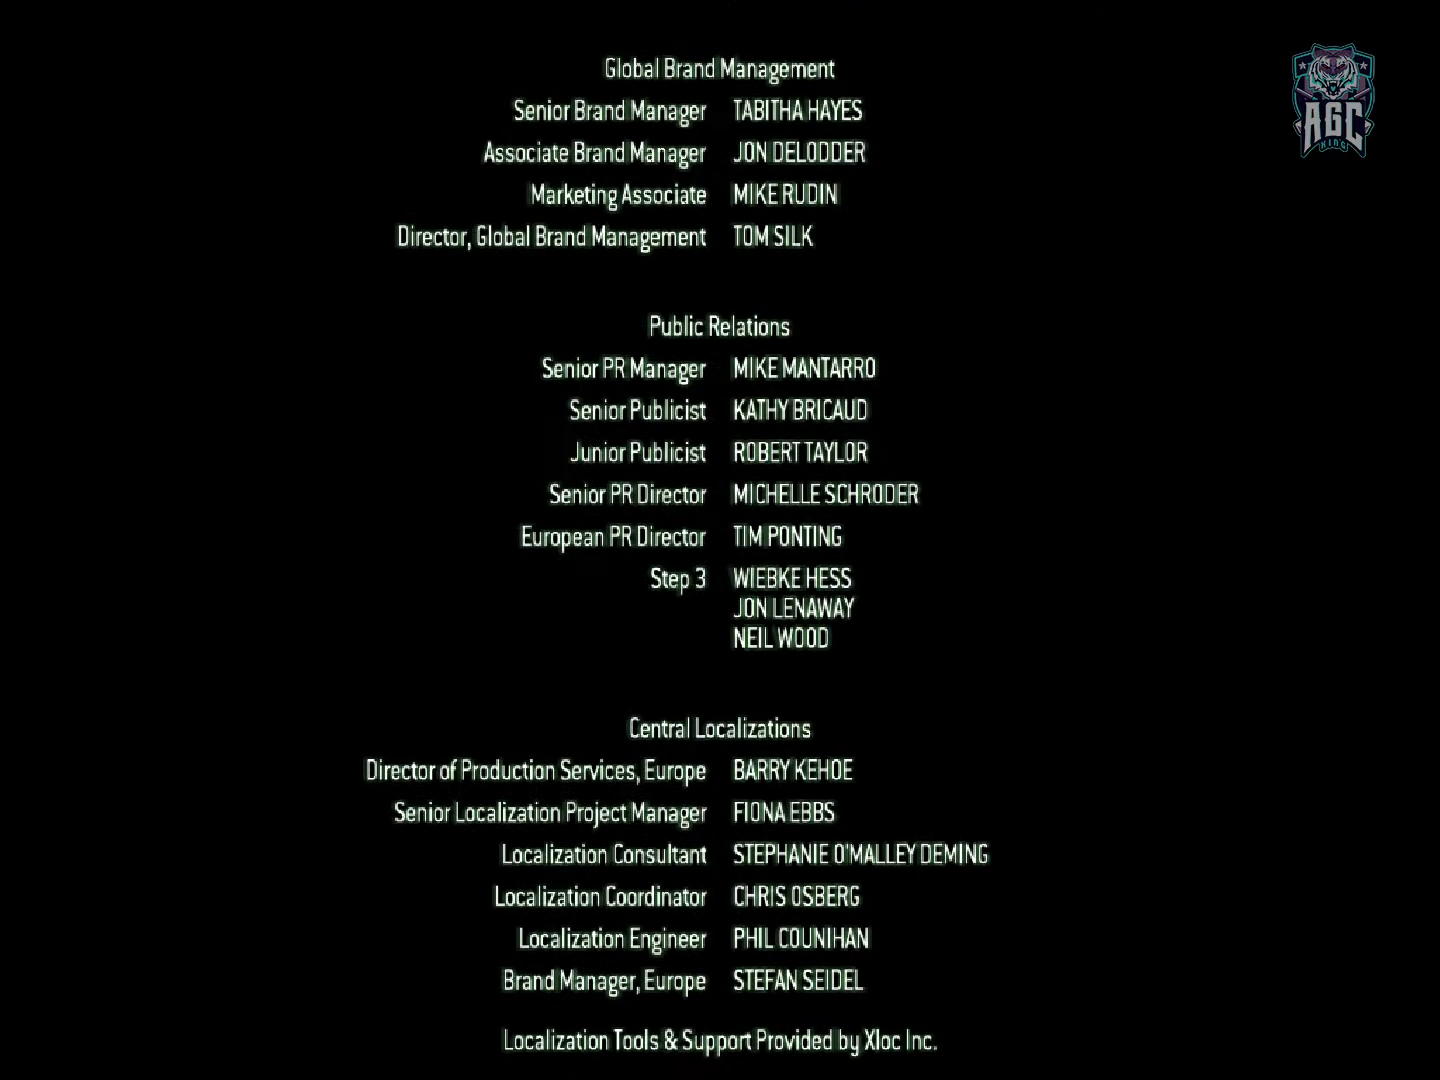 Global Brand Management
Senior Brand Manager TABITHA HAYES
Associate Brand Manager JON DELODDER
Marketing Associate MIKE RUDIN
Director, Global Brand Management TOM SILK
Public Relations
Senior PR Manager MIKE MANTARRO
Senior Publicist KATHY BRICAUD
Junior Publicist ROBERT TAYLOR
Senior PR Director MICHELLE SCHRODER
European PR Director TIM PONTING
Step 3 WIEBKE HESS
JON LENAWAY
NEIL WOOD
Central Localizations
Director of Production Services, Europe BARRY KEHOE
Senior Localization Project Manager FIONA EBBS
Localization Consultant STEPHANIE O'MALLEY DEMING
Localization Coordinator CHRIS OSBERG
Localization Engineer PHIL COUNIHAN
Brand Manager, Europe STEFAN SEIDEL
Localization Tools & Support Provided by Xloc Inc.
AGC
KING